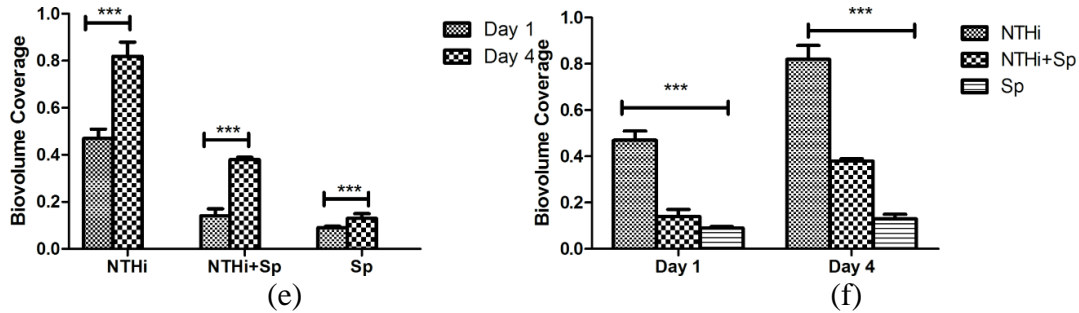 1.0
0.8
0.6
0.4
0.2
0.0
Biovolume Coverage
***
***
***
NTHi
NTHi+Sp
Sp
Day 1
Day 4
(e)
1.0
0.8
0.6
0.4
0.2
0.0
Biovolume Coverage
***
***
Day 1
Day 4
NTHi
NTHi+Sp
Sp
(f)